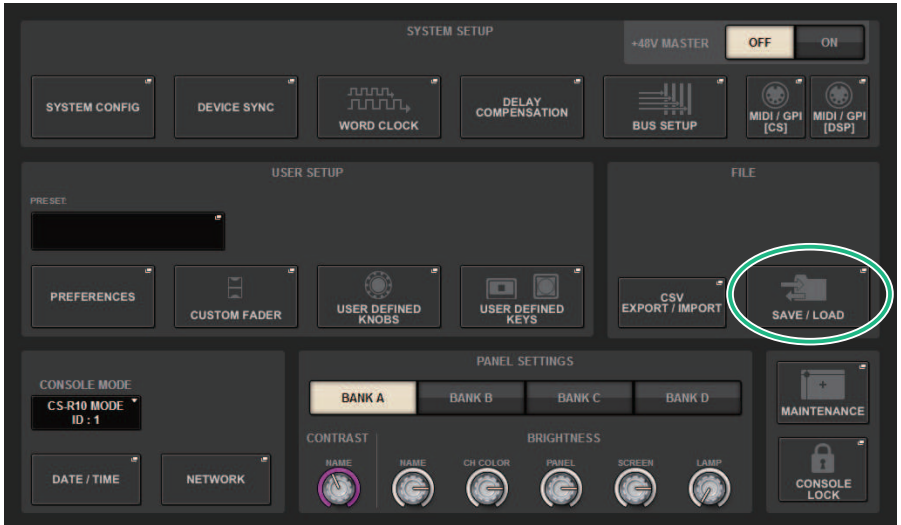 SYSTEM SETUP
+48V MASTER
OFF
ON
SYSTEM CONFIG
DEVICE SYNC
WORD CLOCK
DELAY
COMPENSATION
BUS SETUP
MIDI / GPI
[CS]
MIDI / GPI
[DSP]
USER SETUP
PRESET:
PREFERENCES
CUSTOM FADER
USER DEFINED
KNOBS
USER DEFINED
KEYS
FILE
CSV
EXPORT / IMPORT
SAVE / LOAD
CONSOLE MODE
CS-R10 MODE
ID : 1
DATE / TIME
NETWORK
PANEL SETTINGS
BANK A
BANK B
BANK C
BANK D
CONTRAST
BRIGHTNESS
NAME
NAME
CH COLOR
PANEL
SCREEN
LAMP
MAINTENANCE
CONSOLE
LOCK